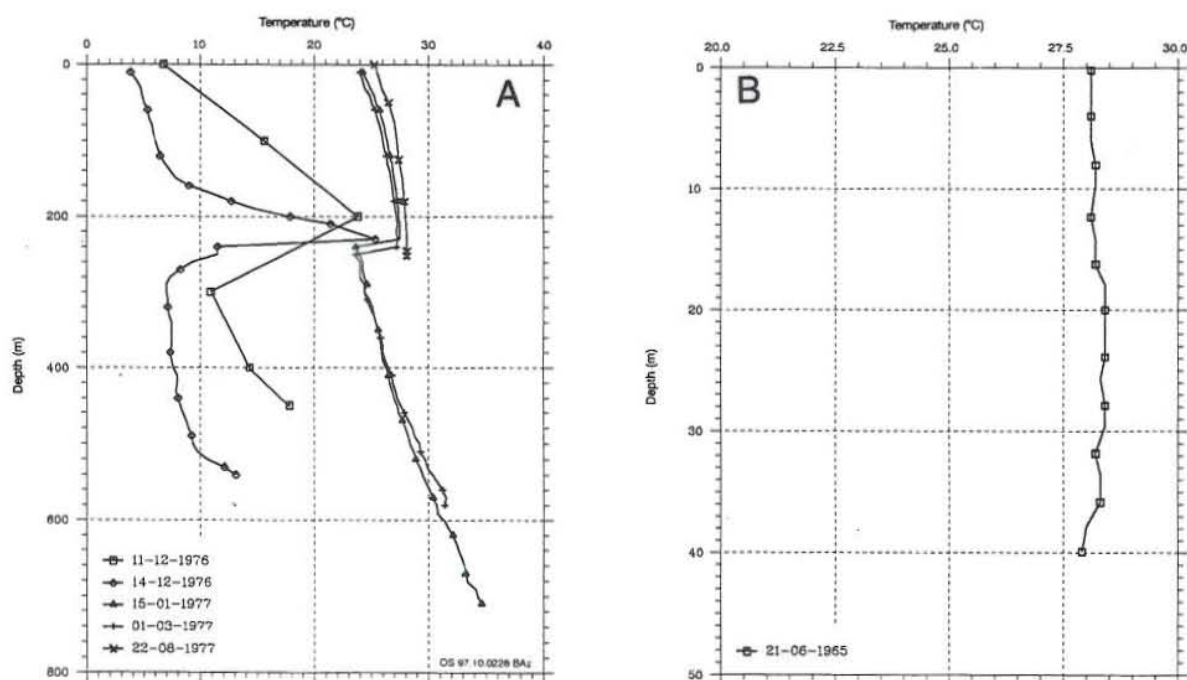 Temperature (°C)
0 10 20 30 40
A
0
200
400
600
800
Depth (m)
11-12-1976
14-12-1976
15-01-1977
01-03-1977
22-08-1977
OS 97.10.0226 BAz
Temperature (°C)
20.0 22.5 25.0 27.5 30.0
B
0
10
20
30
40
50
Depth (m)
21-06-1965